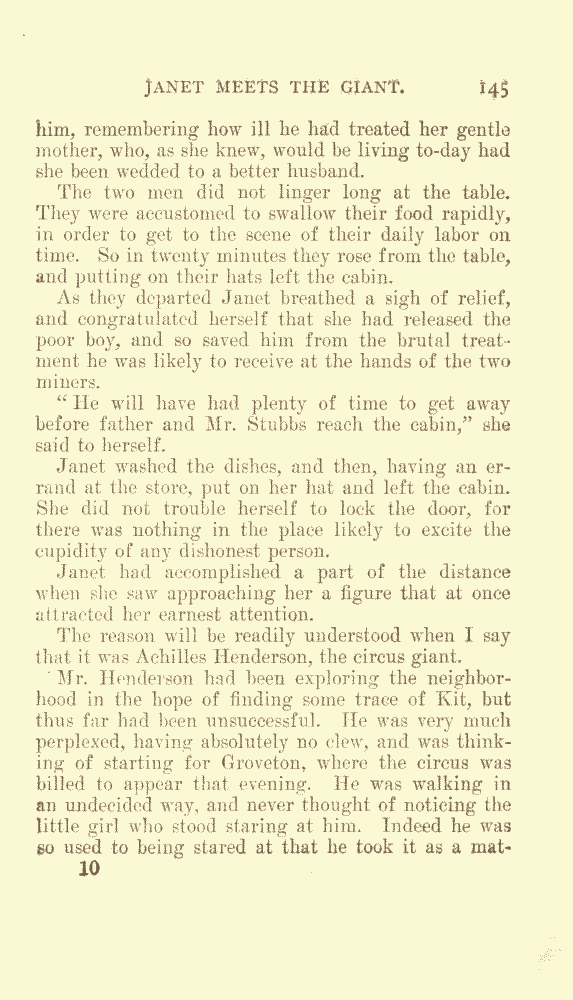 JANET MEETS THE GIANT. 145
him, remembering how ill he had treated her gentle
mother, who, as she knew, would be living to-day had
she been wedded to a better husband.
The two men did not linger long at the table.
They were accustomed to swallow their food rapidly,
in order to get to the scene of their daily labor on
time. So in twenty minutes they rose from the table,
and putting on their hats left the cabin.
As they departed Janet breathed a sigh of relief,
and congratulated herself that she had released the
poor boy, and so saved him from the brutal treat-
ment he was likely to receive at the hands of the two
miners.
“He will have had plenty of time to get away
before father and Mr. Stubbs reach the cabin,” she
said to herself.
Janet washed the dishes, and then, having an er-
rand at the store, put on her hat and left the cabin.
She did not trouble herself to lock the door, for
there was nothing in the place likely to excite the
cupidity of any dishonest person.
Janet had accomplished a part of the distance
when she saw approaching her a figure that at once
attracted her earnest attention.
The reason will be readily understood when I say
that it was Achilles Henderson, the circus giant.
Mr. Henderson had been exploring the neighbor-
hood in the hope of finding some trace of Kit, but
thus far had been unsuccessful. He was very much
perplexed, having absolutely no clew, and was think-
ing of starting for Groveton, where the circus was
billed to appear that evening. He was walking in
an undecided way, and never thought of noticing the
little girl who stood staring at him. Indeed he was
so used to being stared at that he took it as a mat-
10